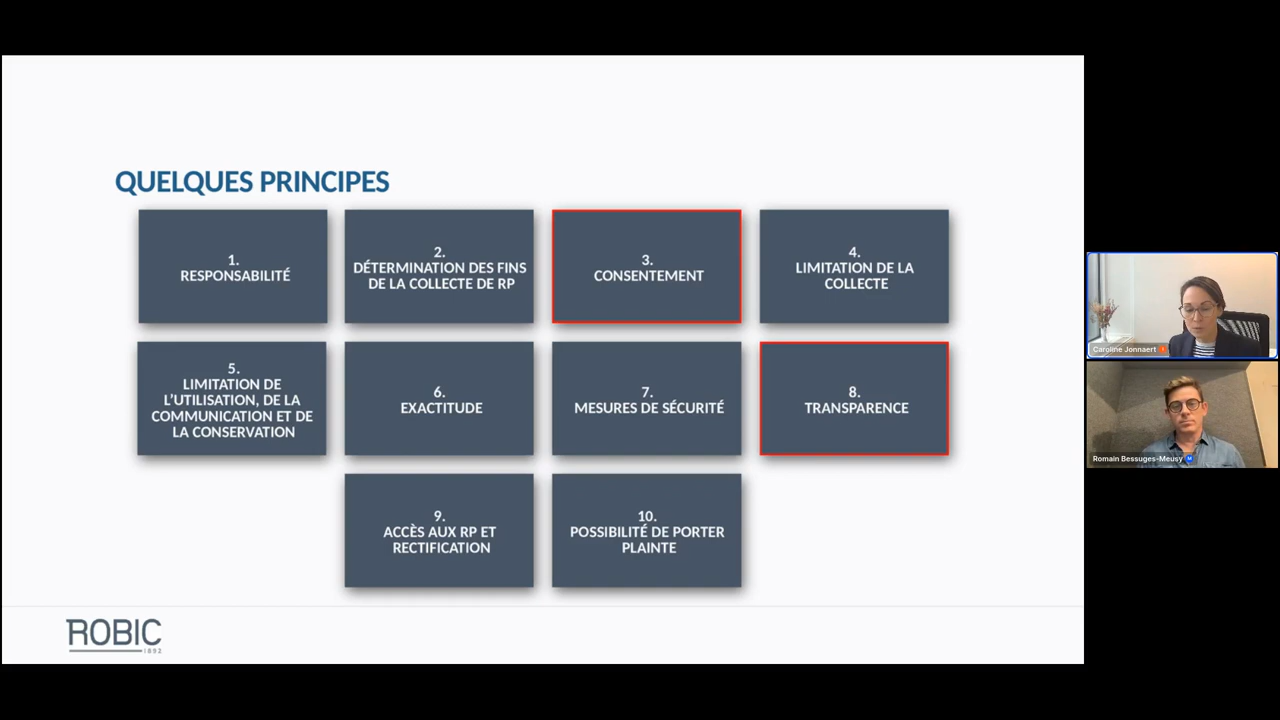 QUELQUES PRINCIPES
1.
RESPONSABILITÉ
2.
DÉTERMINATION DES FINS
DE LA COLLECTE DE RP
3.
CONSENTEMENT
4.
LIMITATION DE LA
COLLECTE
5.
LIMITATION DE
L'UTILISATION, DE LA
COMMUNICATION ET DE
LA CONSERVATION
6.
EXACTITUDE
7.
MESURES DE SÉCURITÉ
8.
TRANSPARENCE
9.
ACCÈS AUX RP ET
RECTIFICATION
10.
POSSIBILITÉ DE PORTER
PLAINTE
ROBIC
1892
Caroline Jonnaert
Romain Bessuges-Meusy